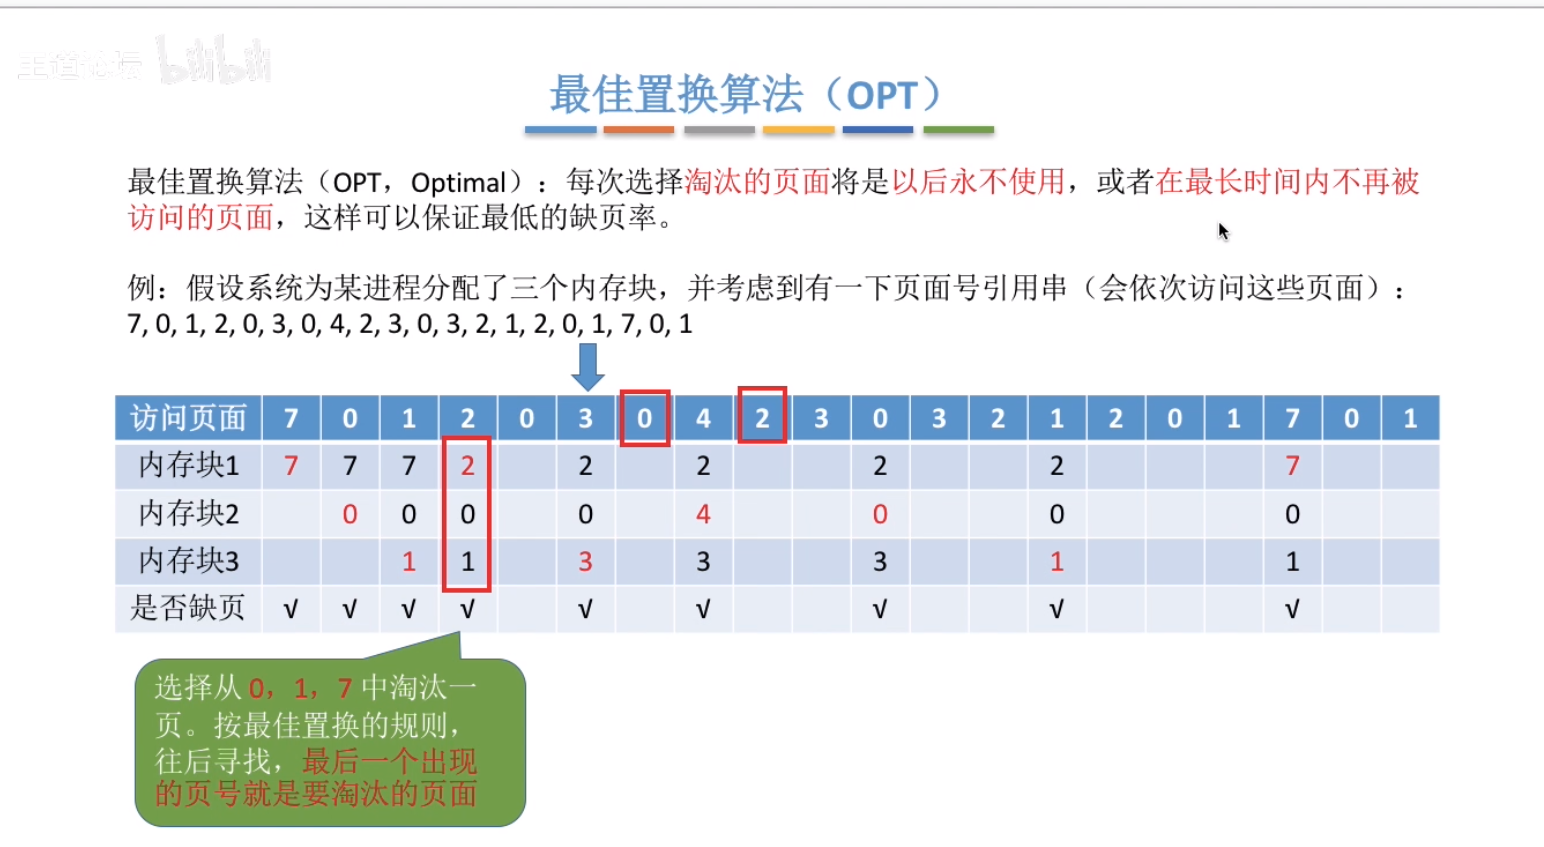 王道论坛 bilibili
最佳置换算法（OPT）
最佳置换算法（OPT，Optimal）：每次选择淘汰的页面将是以后永不使用，或者在最长时间内不再被
访问的页面，这样可以保证最低的缺页率。
例：假设系统为某进程分配了三个内存块，并考虑到有一下页面号引用串（会依次访问这些页面）：
7, 0, 1, 2, 0, 3, 0, 4, 2, 3, 0, 3, 2, 1, 2, 0, 1, 7, 0, 1
访问页面 7 0 1 2 0 3 0 4 2 3 0 3 2 1 2 0 1 7 0 1
内存块1 7 7 7 2 2 2 2 2 7
内存块2 0 0 0 0 4 0 0 0
内存块3 1 1 3 3 3 1 1
是否缺页 √ √ √ √ √ √ √ √ √
选择从 0，1，7 中淘汰一
页。按最佳置换的规则，
往后寻找，最后一个出现
的页号就是要淘汰的页面